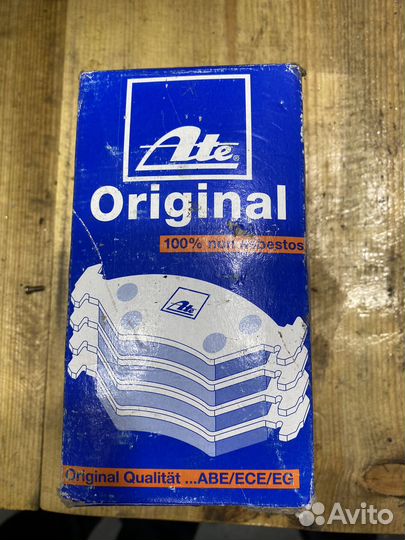 Ate®
Original
100% non asbestos
Ate
Original Qualität ...ABE/ECE/EG
Avito